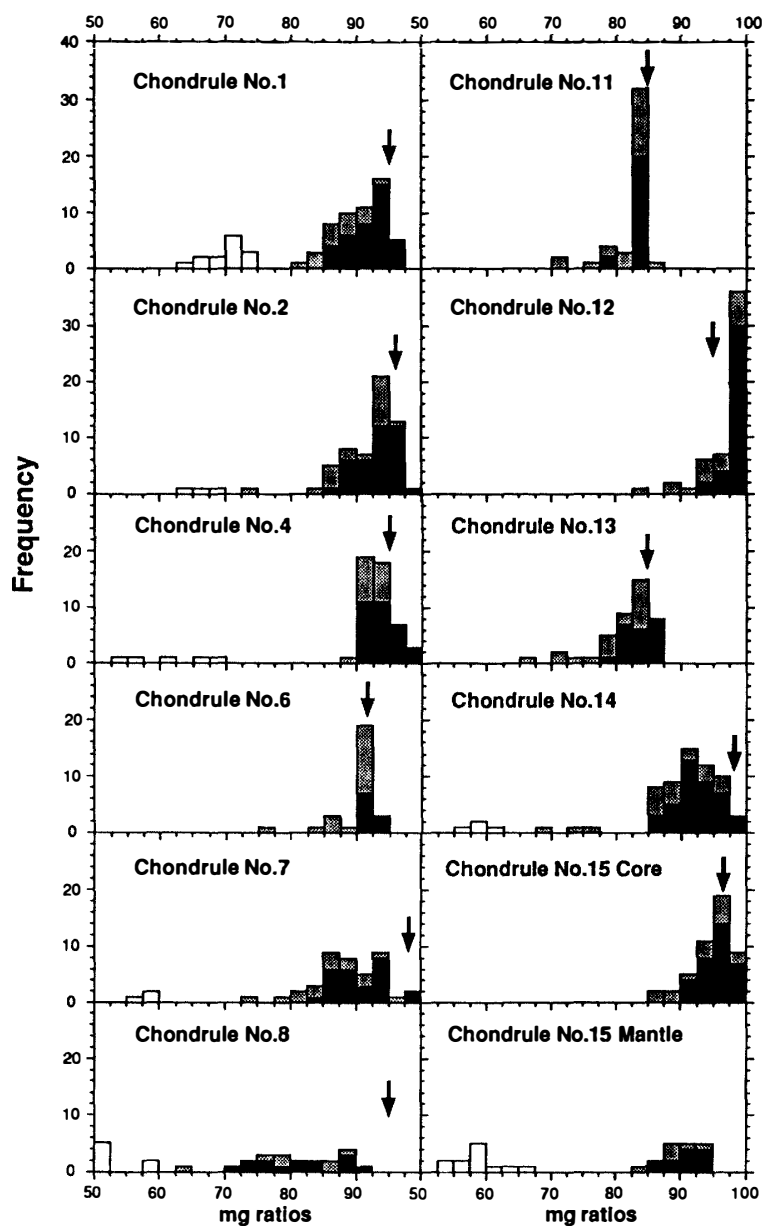 50 60 70 80 90 50 60 70 80 90 100
40
30
20
10
0
Chondrule No.1
Chondrule No.11
30
20
10
0
Chondrule No.2
Chondrule No.12
20
10
0
Chondrule No.4
Chondrule No.13
20
10
0
Chondrule No.6
Chondrule No.14
20
10
0
Chondrule No.7
Chondrule No.15 Core
20
10
0
Chondrule No.8
Chondrule No.15 Mantle
Frequency
50 60 70 80 90 50 60 70 80 90 100
mg ratios mg ratios